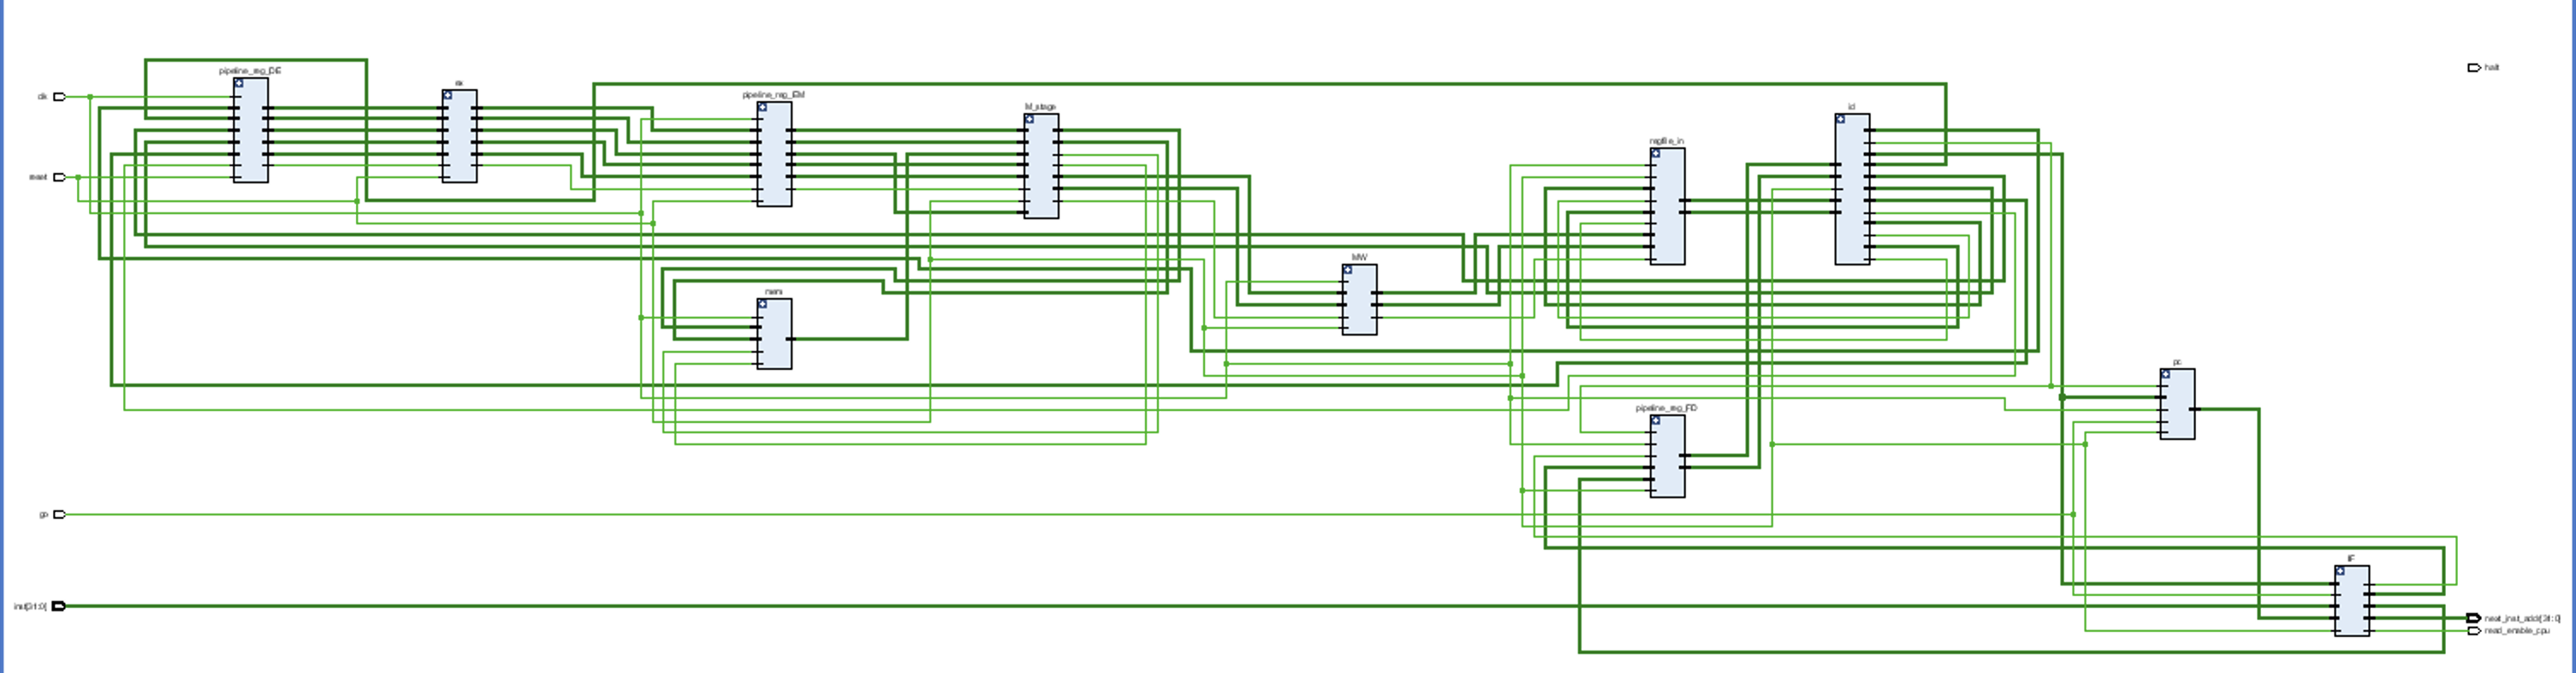 pipeline_reg_DE
ex
pipeline_reg_EM
M_stage
id
regfile_in
halt
clk
reset
MW
mem
pc
pipeline_reg_FD
go
IF
inst[31:0]
next_inst_addr[31:0]
read_enable_cpu